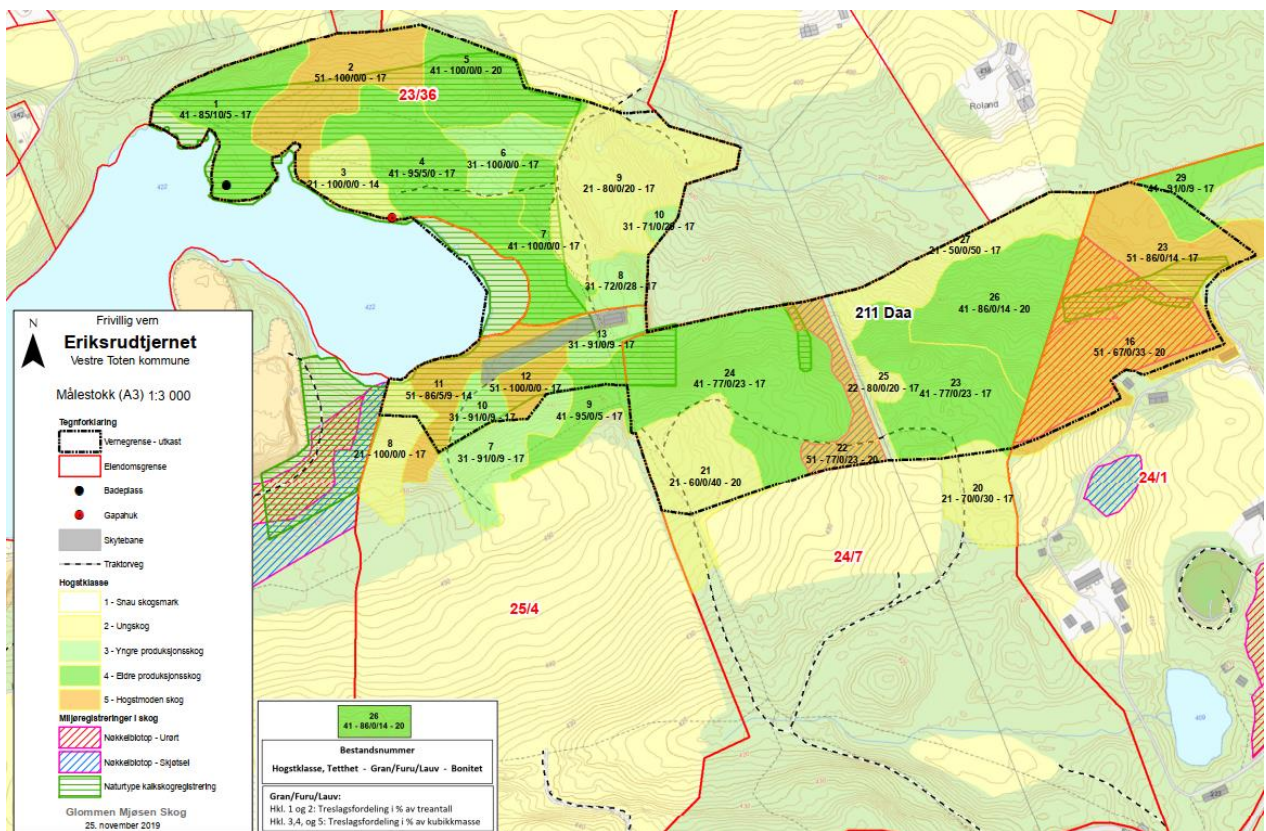 2
51 - 100/0/0 - 17
5
41 - 100/0/0 - 20
23/36
1
41 - 85/10/5 - 17
6
31 - 100/0/0 - 17
3
21 - 100/0/0 - 14
4
41 - 95/5/0 - 17
9
21 - 80/0/20 - 17
10
31 - 71/0/29 - 17
7
41 - 100/0/0 - 17
8
31 - 72/0/28 - 17
Roland
29
41 - 91/0/9 - 17
27
21 - 50/0/50 - 17
23
51 - 86/0/14 - 17
26
41 - 86/0/14 - 20
211 Daa
16
51 - 67/0/33 - 20
13
31 - 91/0/9 - 17
24
41 - 77/0/23 - 17
25
22 - 80/0/20 - 17
23
41 - 77/0/23 - 17
11
51 - 86/5/9 - 14
12
51 - 100/0/0 - 17
10
31 - 91/0/9 - 17
9
41 - 95/0/5 - 17
8
21 - 100/0/0 - 17
7
31 - 91/0/9 - 17
22
51 - 77/0/23 - 20
21
21 - 60/0/40 - 20
20
21 - 70/0/30 - 17
24/1
24/7
25/4
422
422
409
N
Frivillig vern
Eriksrudtjernet
Vestre Toten kommune
Målestokk (A3) 1:3 000
Tegnforklaring
Vernegrense - utkast
Eiendomsgrense
Badeplass
Gapahuk
Skytebane
Traktorveg
Hogstklasse
1 - Snau skogsmark
2 - Ungskog
3 - Yngre produksjonsskog
4 - Eldre produksjonsskog
5 - Hogstmoden skog
Miljøregistreringer i skog
Nøkkelbiotop - Urørt
Nøkkelbiotop - Skjøtsel
Naturtype kalkskogregistrering
Glommen Mjøsen Skog
25. november 2019
26
41 - 86/0/14 - 20
Bestandsnummer
Hogstklasse, Tetthet - Gran/Furu/Lauv - Bonitet
Gran/Furu/Lauv:
Hkl. 1 og 2: Treslagsfordeling i % av treantall
Hkl. 3,4, og 5: Treslagsfordeling i % av kubikkmasse